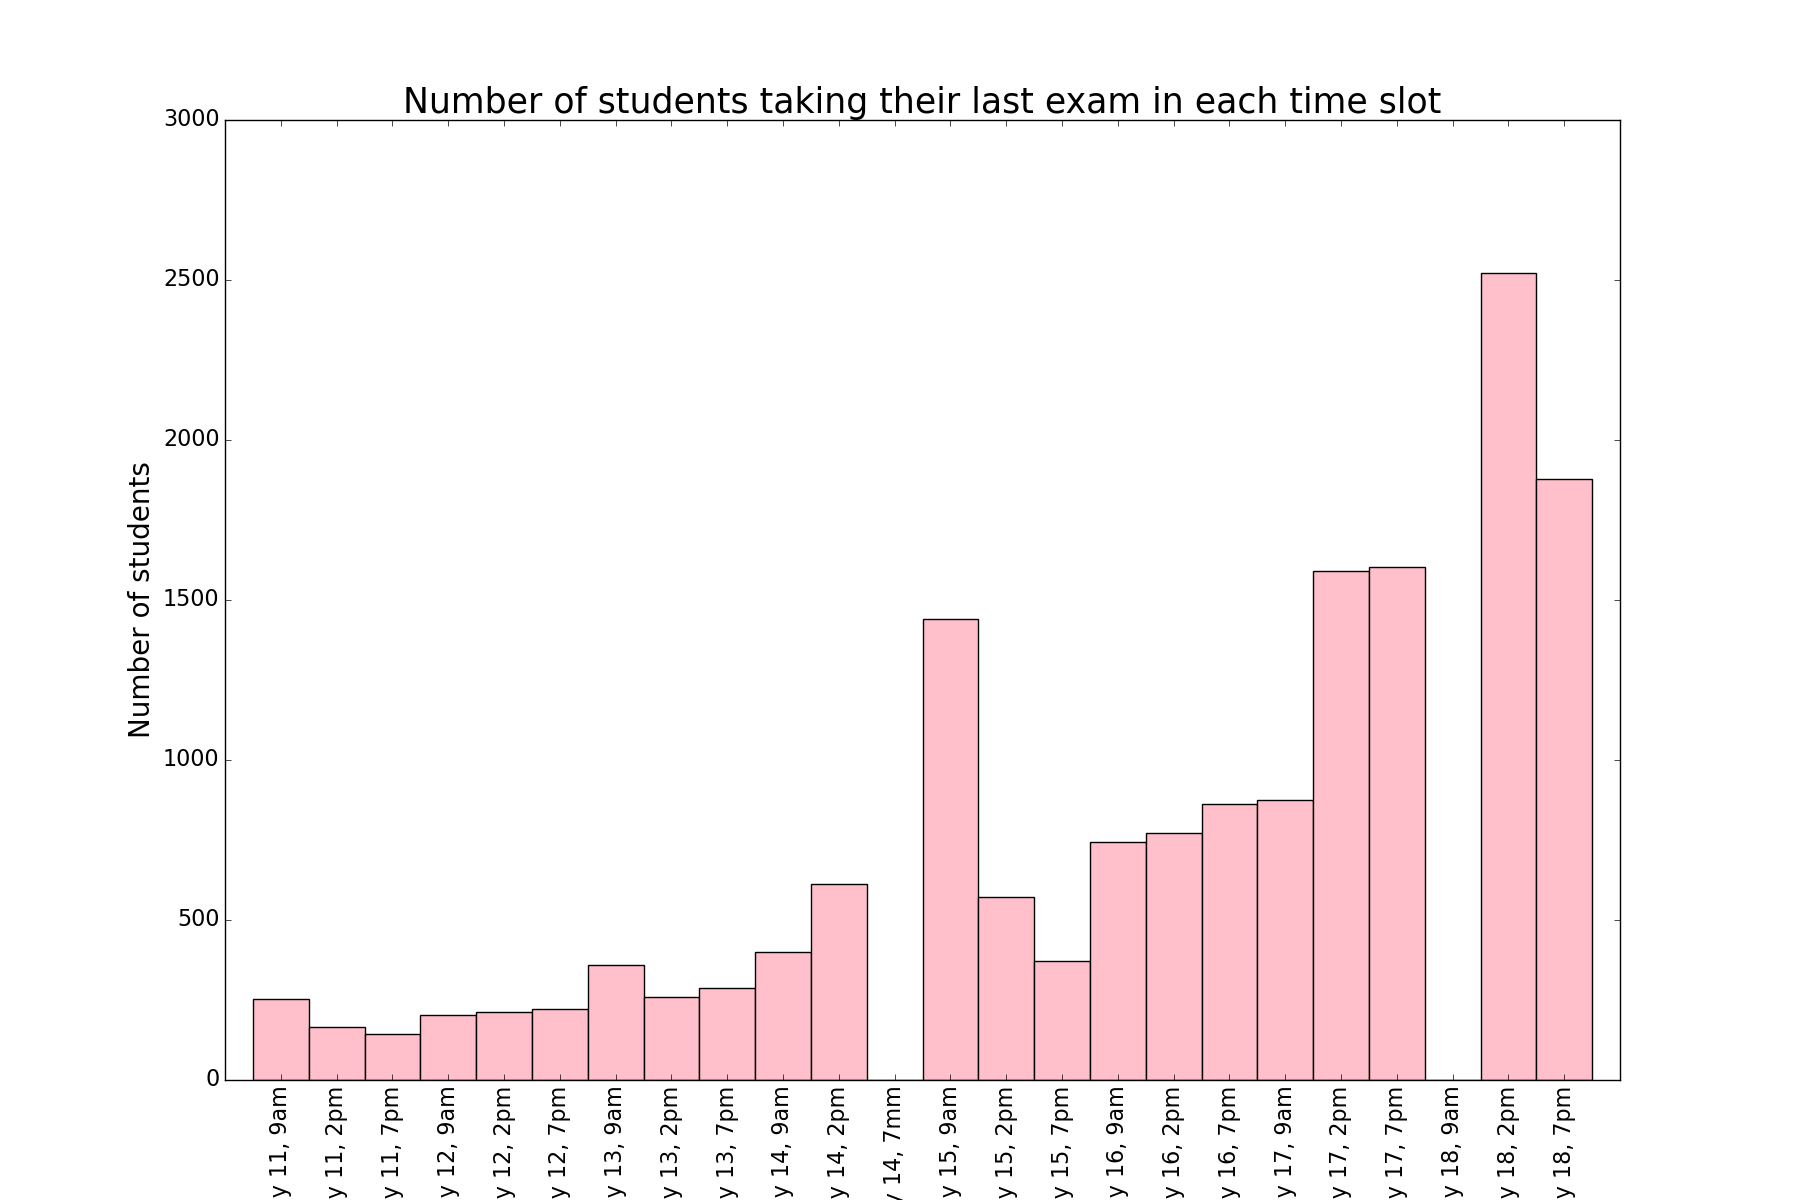 Number of students taking their last exam in each time slot
Number of students
3000
2500
2000
1500
1000
500
0
y 11, 9am
y 11, 2pm
y 11, 7pm
y 12, 9am
y 12, 2pm
y 12, 7pm
y 13, 9am
y 13, 2pm
y 13, 7pm
y 14, 9am
y 14, 2pm
y 14, 7mm
y 15, 9am
y 15, 2pm
y 15, 7pm
y 16, 9am
y 16, 2pm
y 16, 7pm
y 17, 9am
y 17, 2pm
y 17, 7pm
y 18, 9am
y 18, 2pm
y 18, 7pm